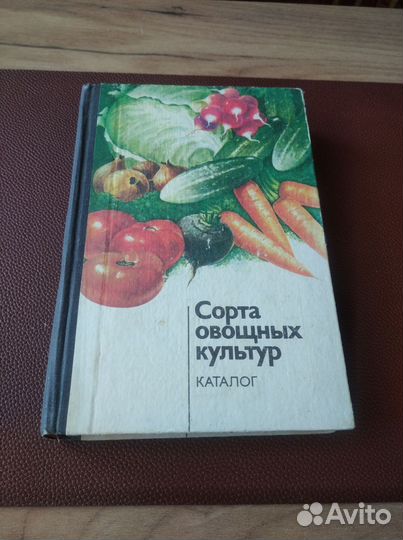 Сорта
овощных
культур
КАТАЛОГ
Avito